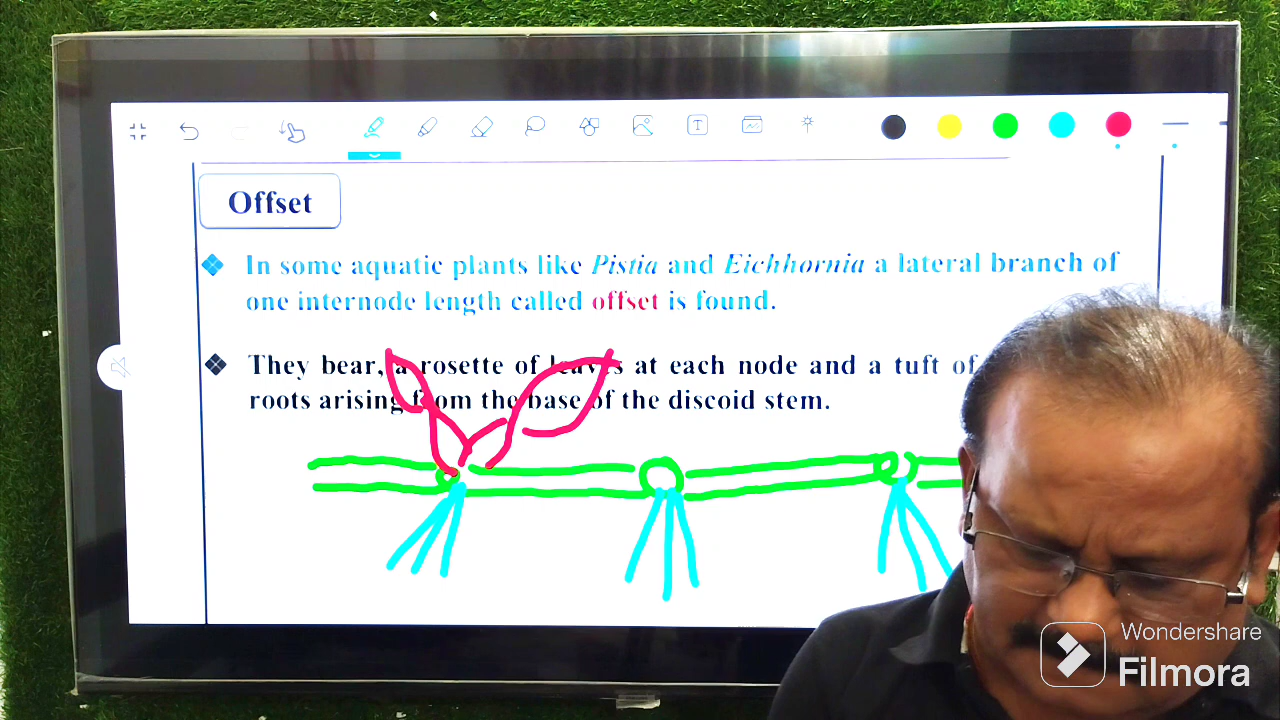 T
Offset
In some aquatic plants like Pistia and Eichhornia a lateral branch of
one internode length called offset is found.
They bear, a rosette of leaves at each node and a tuft of
roots arising from the base of the discoid stem.
Wondershare
Filmora